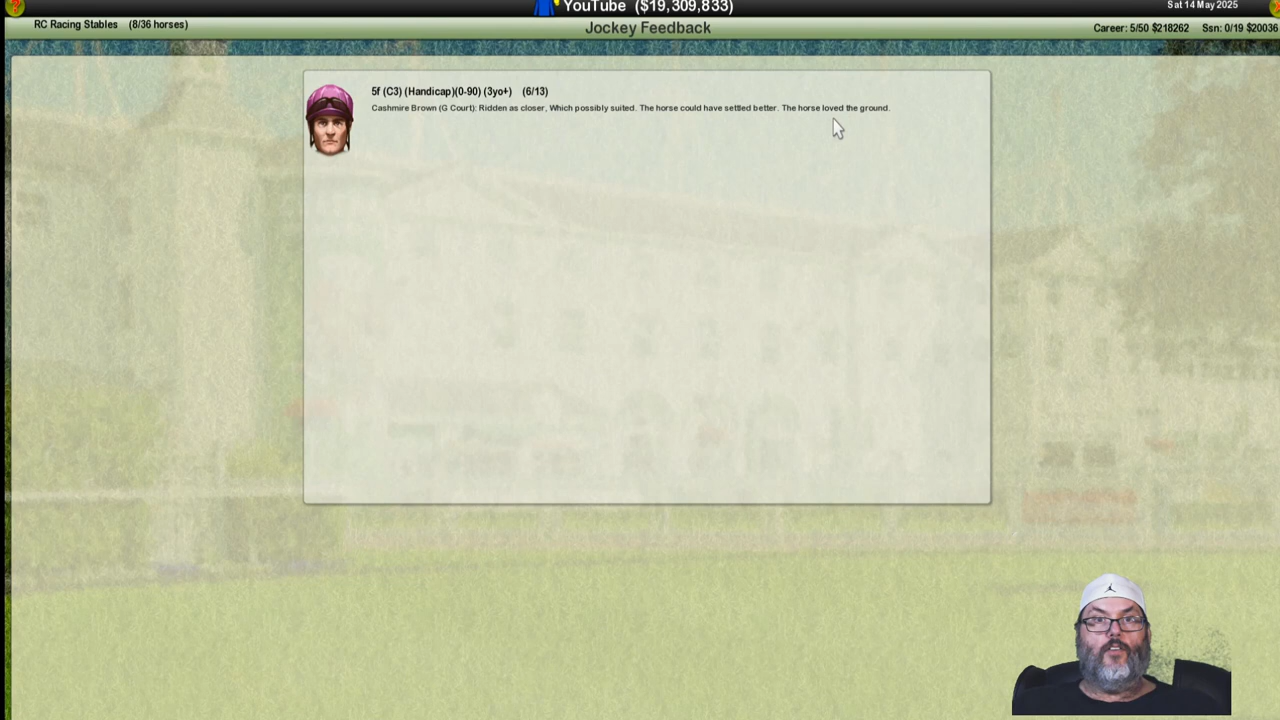 YouTube ($19,309,833)
Sat 14 May 2025
RC Racing Stables (8/36 horses)
Jockey Feedback
Career: 5/50 $218262 Ssn: 0/19 $20036
5f (C3) (Handicap)(0-90) (3yo+) (6/13)
Cashmire Brown (G Court): Ridden as closer, Which possibly suited. The horse could have settled better. The horse loved the ground.